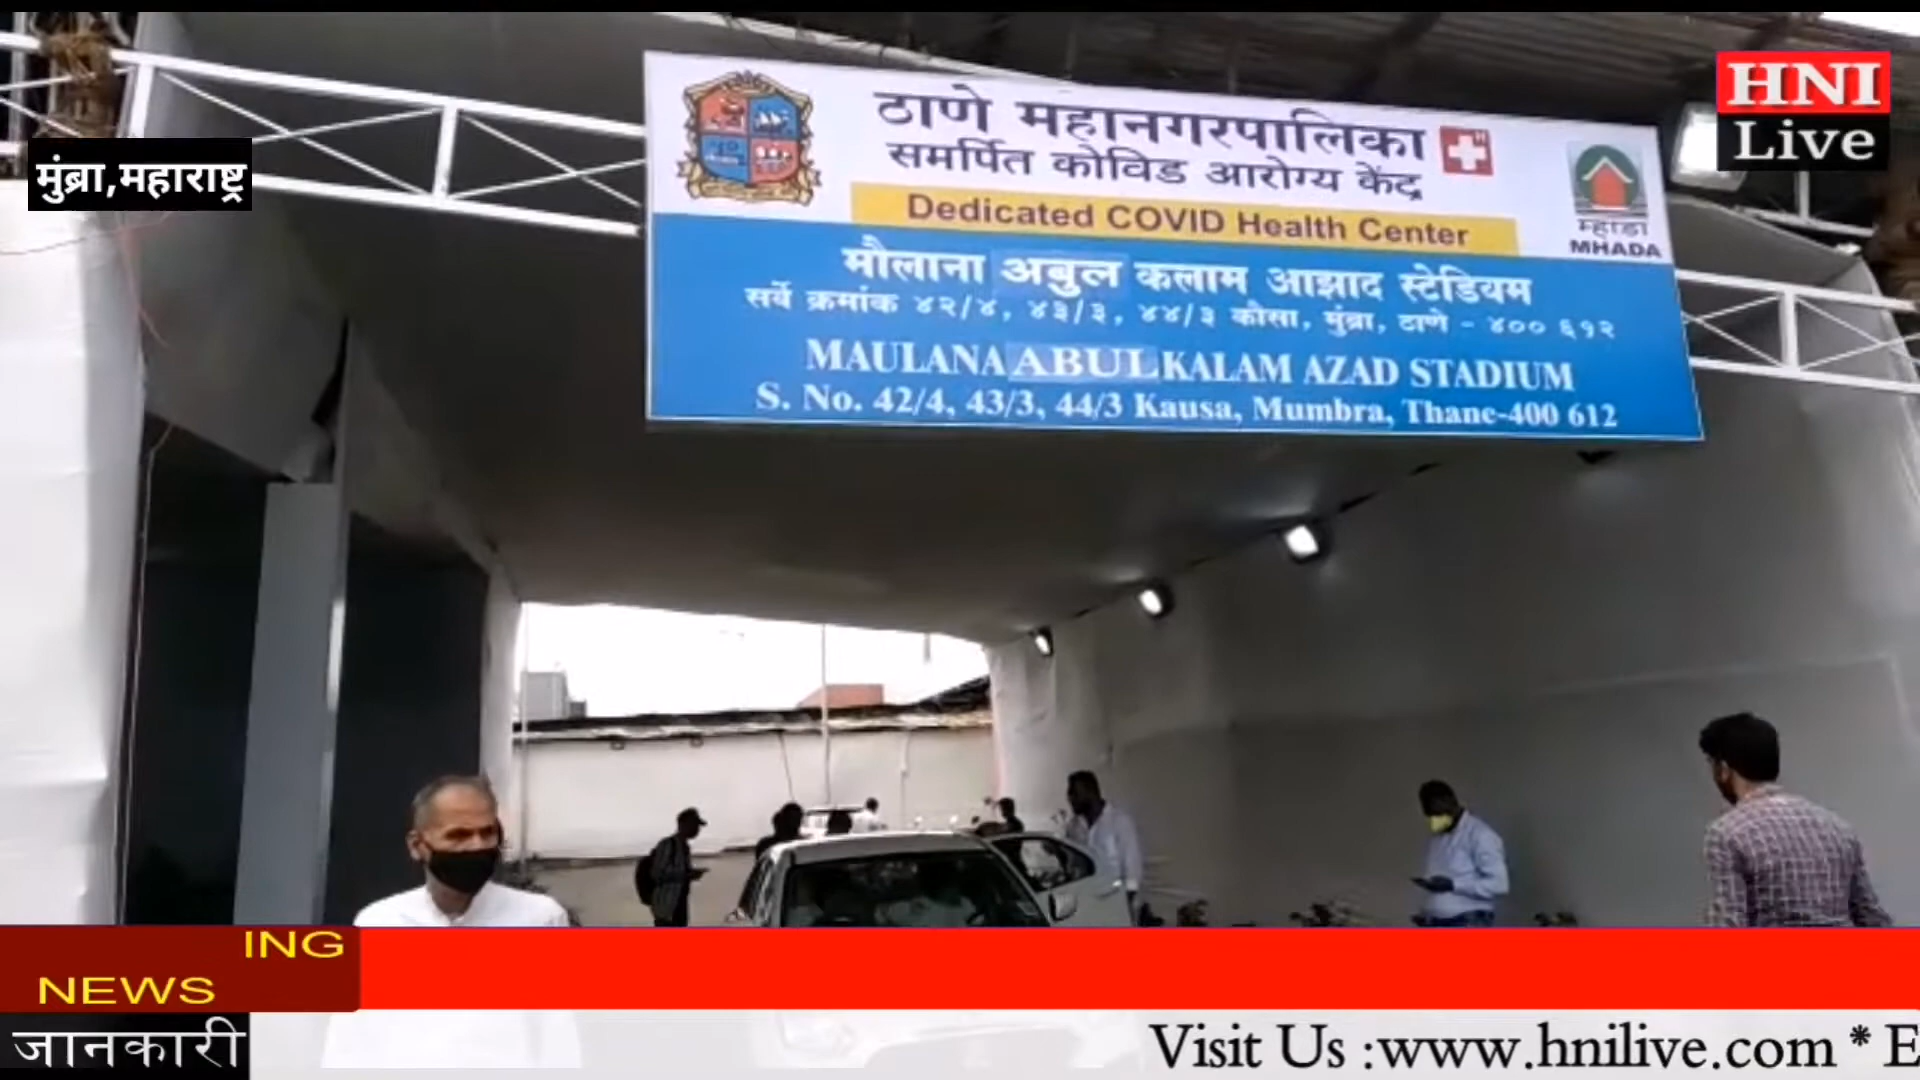 HNI
Live
मुंब्रा,महाराष्ट्र
ठाणे महानगरपालिका
समर्पित कोविड आरोग्य केंद्र
Dedicated COVID Health Center
म्हाडा
MHADA
मौलाना अबुल कलाम आझाद स्टेडियम
सर्वे क्रमांक ४२/४, ४३/३, ४४/३ कौसा, मुंब्रा, ठाणे - ४०० ६१२
MAULANA ABUL KALAM AZAD STADIUM
S. No. 42/4, 43/3, 44/3 Kausa, Mumbra, Thane-400 612
ING
NEWS
जानकारी
Visit Us :www.hnilive.com * E